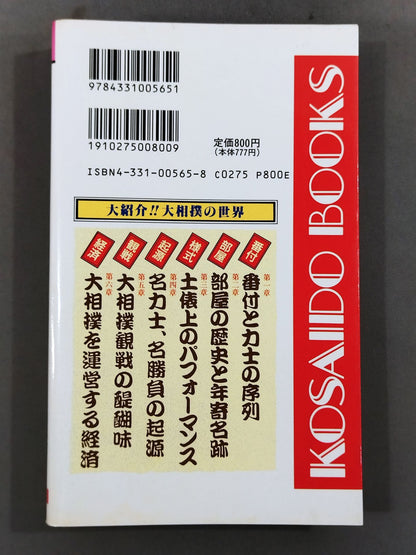 9784331005651
1910275008009
定価800円
(本体777円)
ISBN4-331-00565-8 C0275 P800E
KOSAIDO BOOKS
大紹介!!大相撲の世界
番付
第一章
番付と力士の序列
部屋
第二章
部屋の歴史と年寄名跡
様式
第三章
土俵上のパフォーマンス
起源
第四章
名力士、名勝負の起源
観戦
第五章
大相撲観戦の醍醐味
経済
第六章
大相撲を運営する経済